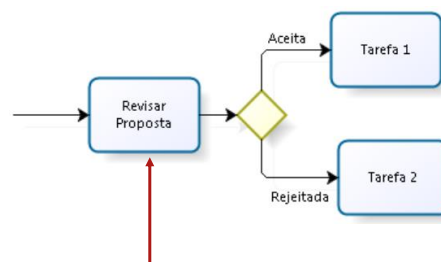 Aceita
Tarefa 1
Revisar
Proposta
Rejeitada
Tarefa 2